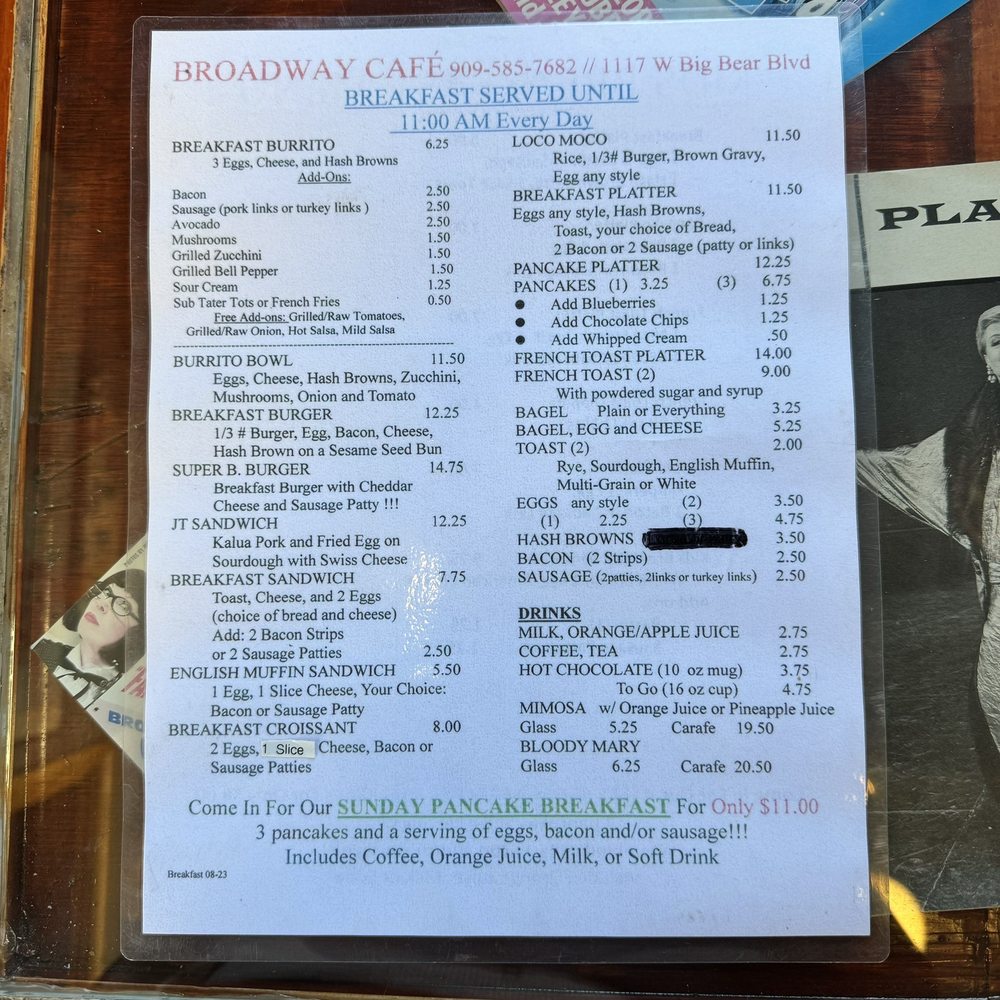 BROADWAY CAFÉ 909-585-7682 // 1117 W Big Bear Blvd
BREAKFAST SERVED UNTIL
11:00 AM Every Day
BREAKFAST BURRITO 6.25
3 Eggs, Cheese, and Hash Browns
Add-Ons:
Bacon 2.50
Sausage (pork links or turkey links ) 2.50
Avocado 2.50
Mushrooms 1.50
Grilled Zucchini 1.50
Grilled Bell Pepper 1.50
Sour Cream 1.25
Sub Tater Tots or French Fries 0.50
Free Add-ons: Grilled/Raw Tomatoes,
Grilled/Raw Onion, Hot Salsa, Mild Salsa
BURRITO BOWL 11.50
Eggs, Cheese, Hash Browns, Zucchini,
Mushrooms, Onion and Tomato
BREAKFAST BURGER 12.25
1/3 # Burger, Egg, Bacon, Cheese,
Hash Brown on a Sesame Seed Bun
SUPER B. BURGER 14.75
Breakfast Burger with Cheddar
Cheese and Sausage Patty !!!
JT SANDWICH 12.25
Kalua Pork and Fried Egg on
Sourdough with Swiss Cheese
BREAKFAST SANDWICH 7.75
Toast, Cheese, and 2 Eggs
(choice of bread and cheese)
Add: 2 Bacon Strips
or 2 Sausage Patties 2.50
ENGLISH MUFFIN SANDWICH 5.50
1 Egg, 1 Slice Cheese, Your Choice:
Bacon or Sausage Patty
BREAKFAST CROISSANT 8.00
2 Eggs, 1 Slice Cheese, Bacon or
Sausage Patties
LOCO MOCO 11.50
Rice, 1/3# Burger, Brown Gravy,
Egg any style
BREAKFAST PLATTER 11.50
Eggs any style, Hash Browns,
Toast, your choice of Bread,
2 Bacon or 2 Sausage (patty or links)
PANCAKE PLATTER 12.25
PANCAKES (1) 3.25 (3) 6.75
● Add Blueberries 1.25
● Add Chocolate Chips 1.25
● Add Whipped Cream .50
FRENCH TOAST PLATTER 14.00
FRENCH TOAST (2) 9.00
With powdered sugar and syrup
BAGEL Plain or Everything 3.25
BAGEL, EGG and CHEESE 5.25
TOAST (2) 2.00
Rye, Sourdough, English Muffin,
Multi-Grain or White
EGGS any style (2) 3.50
(1) 2.25 (3) 4.75
HASH BROWNS 3.50
BACON (2 Strips) 2.50
SAUSAGE (2patties, 2links or turkey links) 2.50
DRINKS
MILK, ORANGE/APPLE JUICE 2.75
COFFEE, TEA 2.75
HOT CHOCOLATE (10 oz mug) 3.75
To Go (16 oz cup) 4.75
MIMOSA w/ Orange Juice or Pineapple Juice
Glass 5.25 Carafe 19.50
BLOODY MARY
Glass 6.25 Carafe 20.50
Come In For Our SUNDAY PANCAKE BREAKFAST For Only $11.00
3 pancakes and a serving of eggs, bacon and/or sausage!!!
Includes Coffee, Orange Juice, Milk, or Soft Drink
Breakfast 08-23
PLA